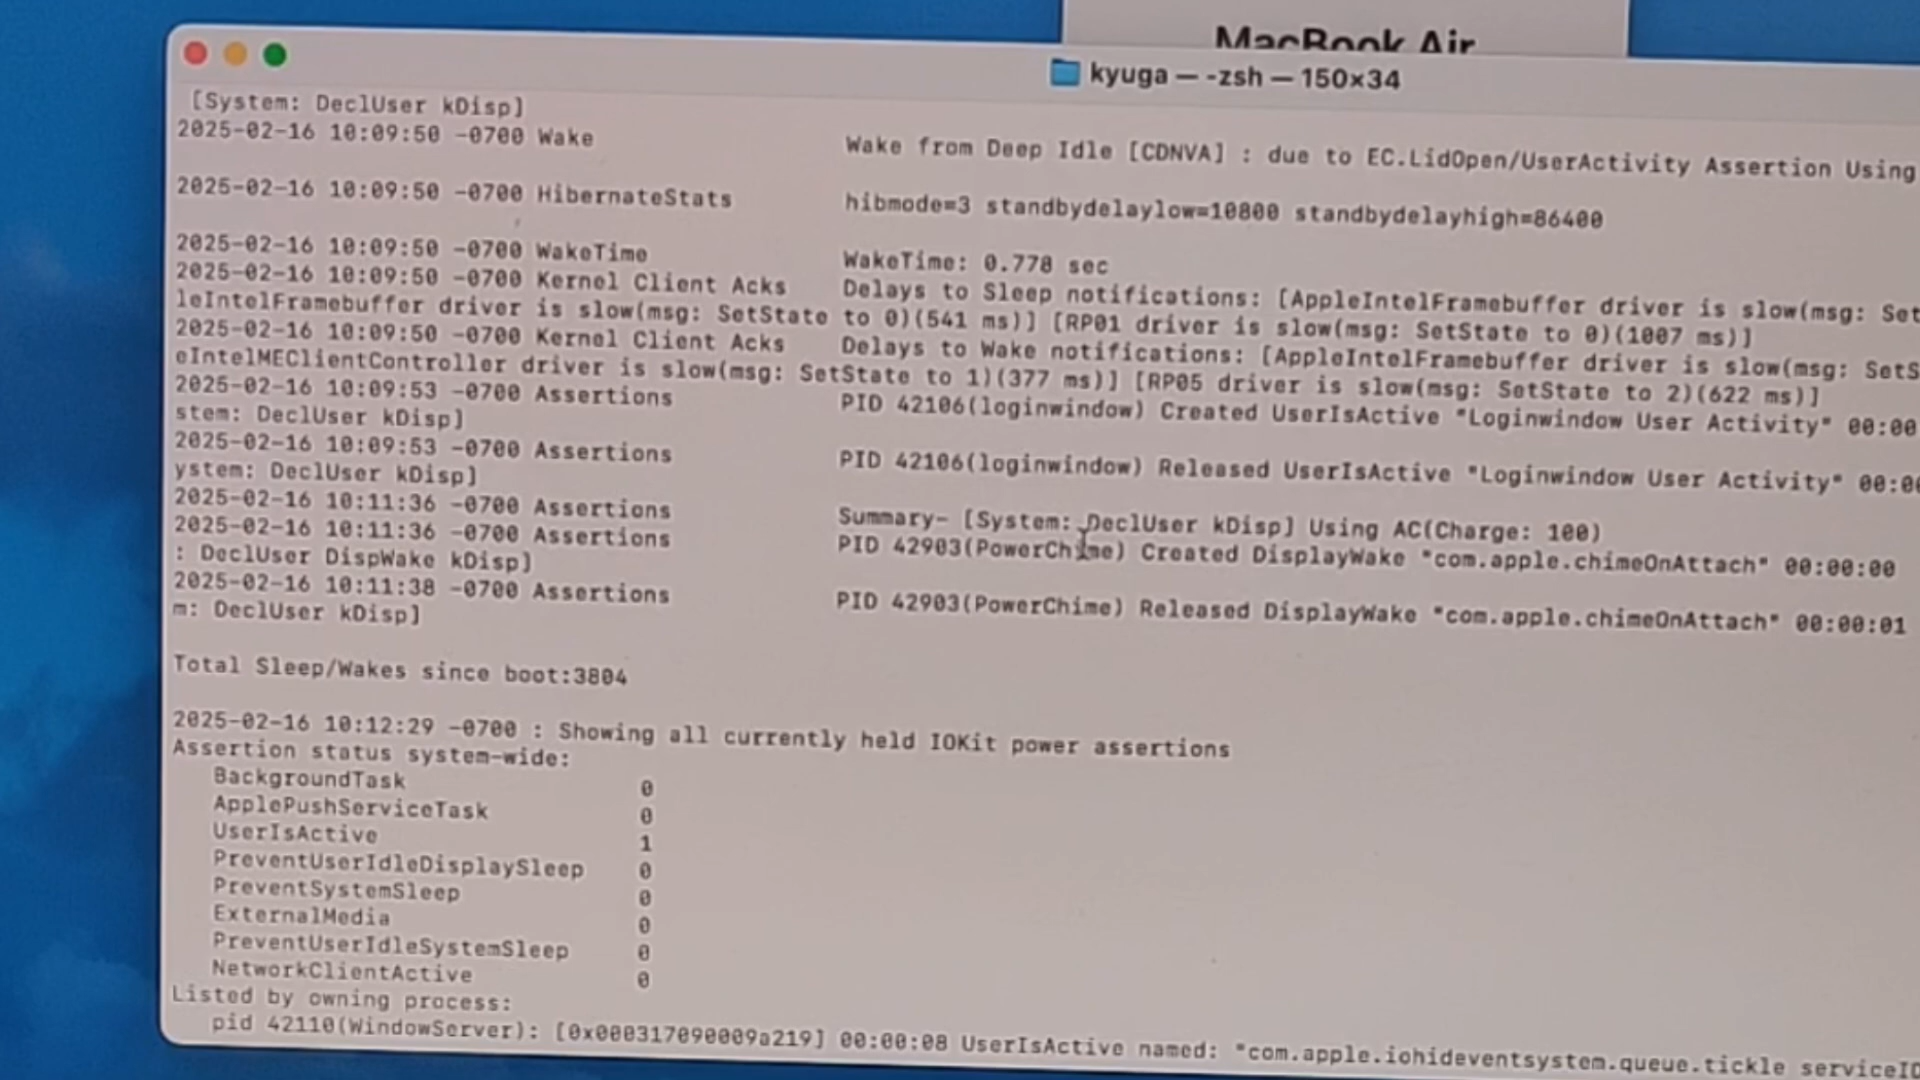 MacBook Air
kyuga — -zsh — 150×34
[System: DeclUser kDisp]
2025-02-16 10:09:50 -0700 Wake Wake from Deep Idle [CDNVA] : due to EC.LidOpen/UserActivity Assertion Using
2025-02-16 10:09:50 -0700 HibernateStats hibmode=3 standbydelaylow=10800 standbydelayhigh=86400
2025-02-16 10:09:50 -0700 WakeTime WakeTime: 0.778 sec
2025-02-16 10:09:50 -0700 Kernel Client Acks Delays to Sleep notifications: [AppleIntelFramebuffer driver is slow(msg: Set
leIntelFramebuffer driver is slow(msg: SetState to 0)(541 ms)] [RP01 driver is slow(msg: SetState to 0)(1007 ms)]
2025-02-16 10:09:50 -0700 Kernel Client Acks Delays to Wake notifications: [AppleIntelFramebuffer driver is slow(msg: SetS
eIntelMEClientController driver is slow(msg: SetState to 1)(377 ms)] [RP05 driver is slow(msg: SetState to 2)(622 ms)]
2025-02-16 10:09:53 -0700 Assertions PID 42106(loginwindow) Created UserIsActive "Loginwindow User Activity" 00:00
stem: DeclUser kDisp]
2025-02-16 10:09:53 -0700 Assertions PID 42106(loginwindow) Released UserIsActive "Loginwindow User Activity" 00:00
ystem: DeclUser kDisp]
2025-02-16 10:11:36 -0700 Assertions Summary- [System: DeclUser kDisp] Using AC(Charge: 100)
2025-02-16 10:11:36 -0700 Assertions PID 42903(PowerChime) Created DisplayWake "com.apple.chimeOnAttach" 00:00:00
: DeclUser DispWake kDisp]
2025-02-16 10:11:38 -0700 Assertions PID 42903(PowerChime) Released DisplayWake "com.apple.chimeOnAttach" 00:00:01
m: DeclUser kDisp]
Total Sleep/Wakes since boot:3804
2025-02-16 10:12:29 -0700 : Showing all currently held IOKit power assertions
Assertion status system-wide:
BackgroundTask 0
ApplePushServiceTask 0
UserIsActive 1
PreventUserIdleDisplaySleep 0
PreventSystemSleep 0
ExternalMedia 0
PreventUserIdleSystemSleep 0
NetworkClientActive 0
Listed by owning process:
pid 42110(WindowServer): [0x000317090009a219] 00:00:08 UserIsActive named: "com.apple.iohideventsystem.queue.tickle serviceID